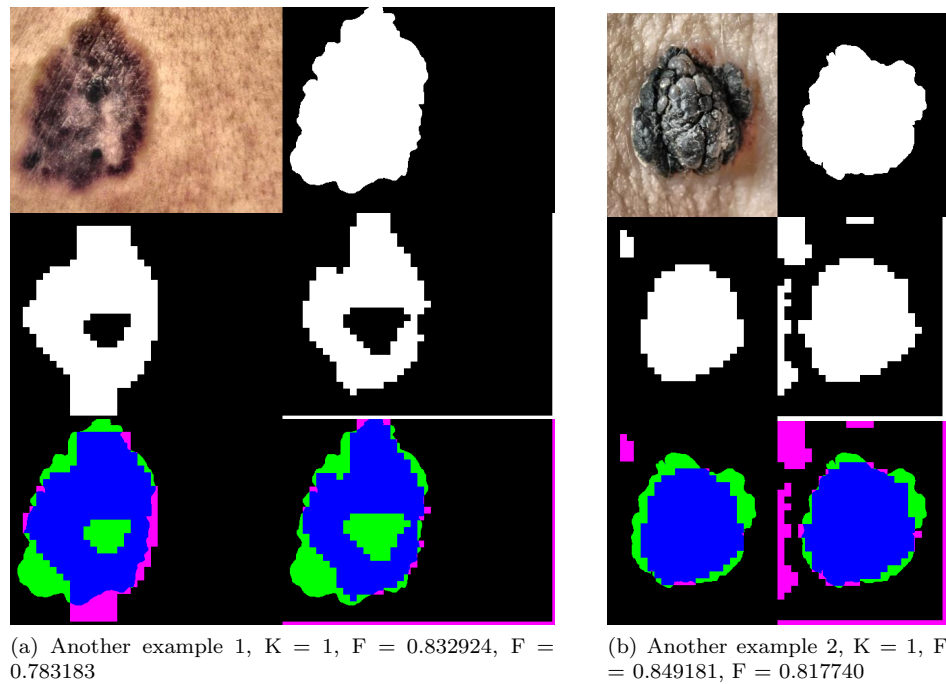 (a) Another example 1, K = 1, F = 0.832924, F =
0.783183
(b) Another example 2, K = 1, F
= 0.849181, F = 0.817740